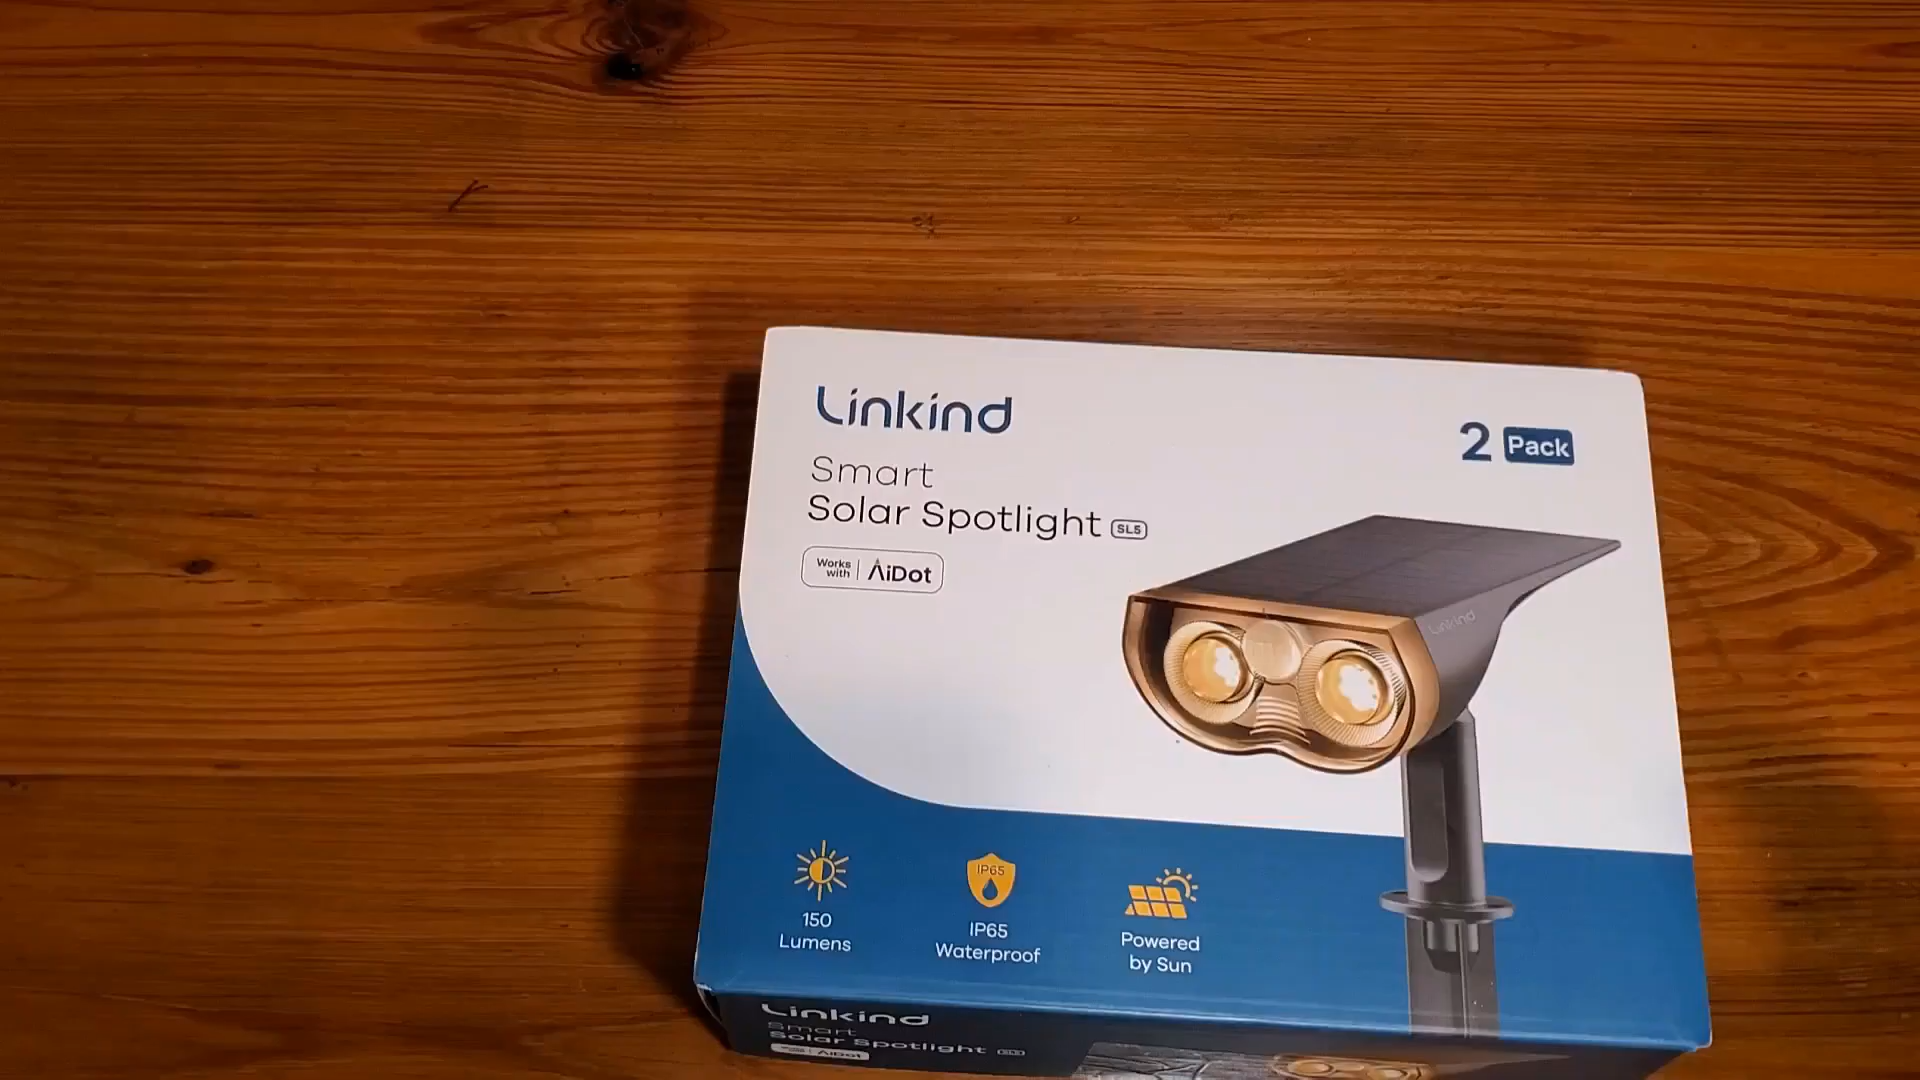 Linkind
2 Pack
Smart
Solar Spotlight SL5
Works with | AiDot
Linkind
IP65
150
Lumens
IP65
Waterproof
Powered
by Sun
Linkind
Smart
Solar Spotlight SL5
AiDot